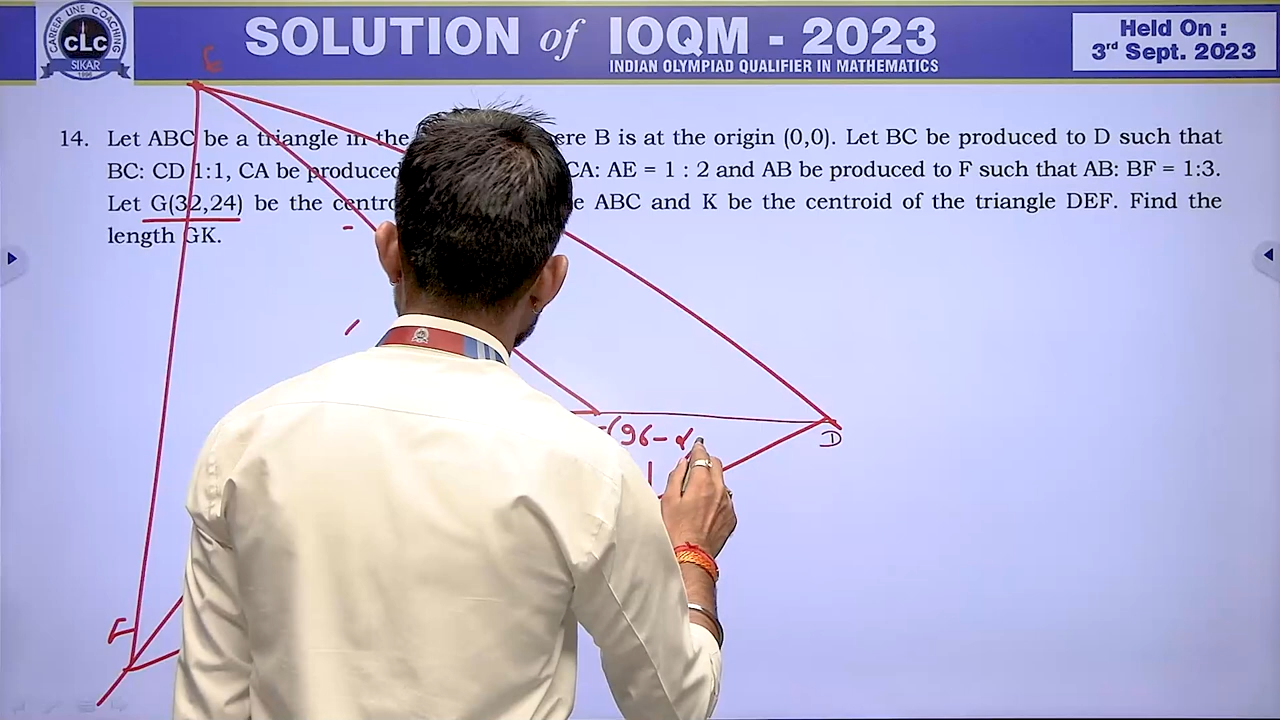 CAREER LINE COACHING
CLC
SIKAR
1996
SOLUTION of IOQM - 2023
INDIAN OLYMPIAD QUALIFIER IN MATHEMATICS
Held On :
3rd Sept. 2023
14. Let ABC be a triangle in the ere B is at the origin (0,0). Let BC be produced to D such that
BC: CD 1:1, CA be produced CA: AE = 1 : 2 and AB be produced to F such that AB: BF = 1:3.
Let G(32,24) be the centro e ABC and K be the centroid of the triangle DEF. Find the
length GK.
(96-α
D
F